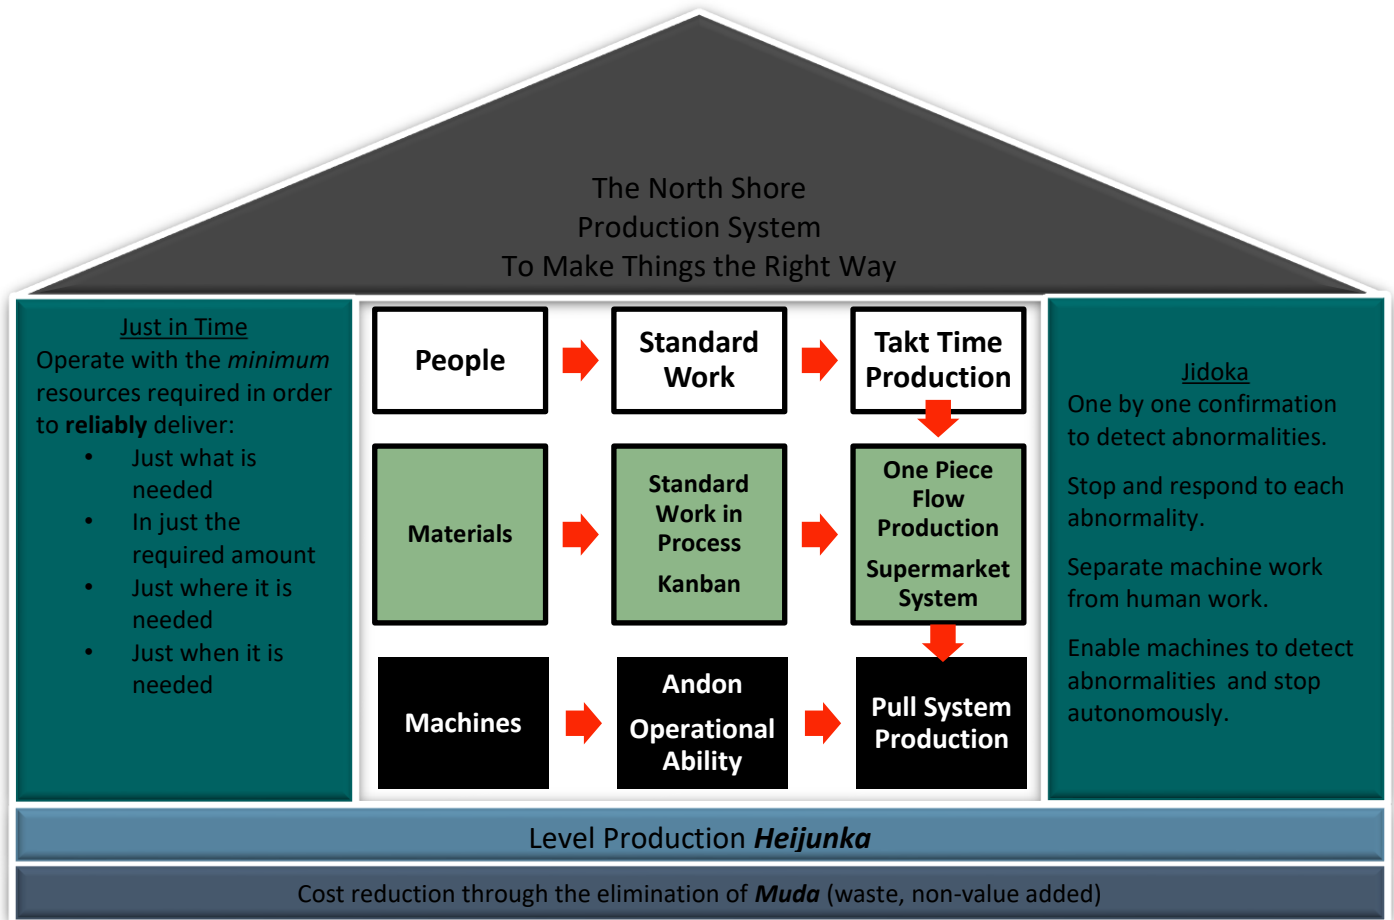 The North Shore
Production System
To Make Things the Right Way
Just in Time
Operate with the minimum
resources required in order
to reliably deliver:
• Just what is
needed
• In just the
required amount
• Just where it is
needed
• Just when it is
needed
People
Standard
Work
Takt Time
Production
Materials
Standard
Work in
Process
Kanban
One Piece
Flow
Production
Supermarket
System
Machines
Andon
Operational
Ability
Pull System
Production
Jidoka
One by one confirmation
to detect abnormalities.
Stop and respond to each
abnormality.
Separate machine work
from human work.
Enable machines to detect
abnormalities and stop
autonomously.
Level Production Heijunka
Cost reduction through the elimination of Muda (waste, non-value added)